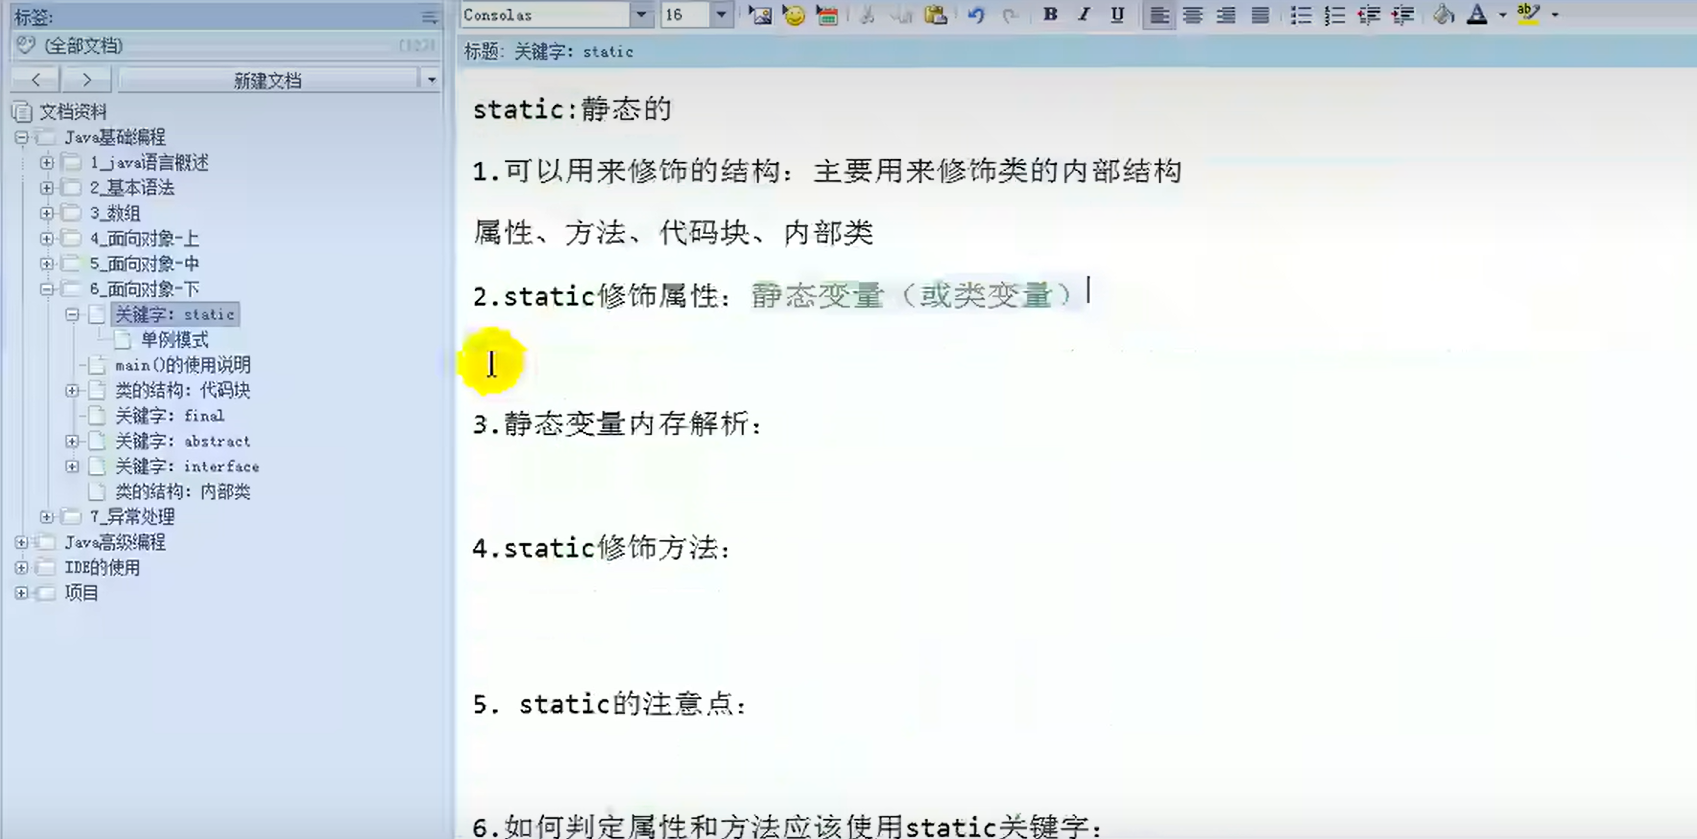 标签:
(全部文档)
新建文档
文档资料
Java基础编程
1_java语言概述
2_基本语法
3_数组
4_面向对象-上
5_面向对象-中
6_面向对象-下
关键字: static
单例模式
main()的使用说明
类的结构: 代码块
关键字: final
关键字: abstract
关键字: interface
类的结构: 内部类
7_异常处理
Java高级编程
IDE的使用
项目
Consolas 16
B I U A ab
标题: 关键字: static
static:静态的
1.可以用来修饰的结构: 主要用来修饰类的内部结构
属性、方法、代码块、内部类
2.static修饰属性: 静态变量（或类变量）
3.静态变量内存解析:
4.static修饰方法:
5. static的注意点:
6.如何判定属性和方法应该使用static关键字: